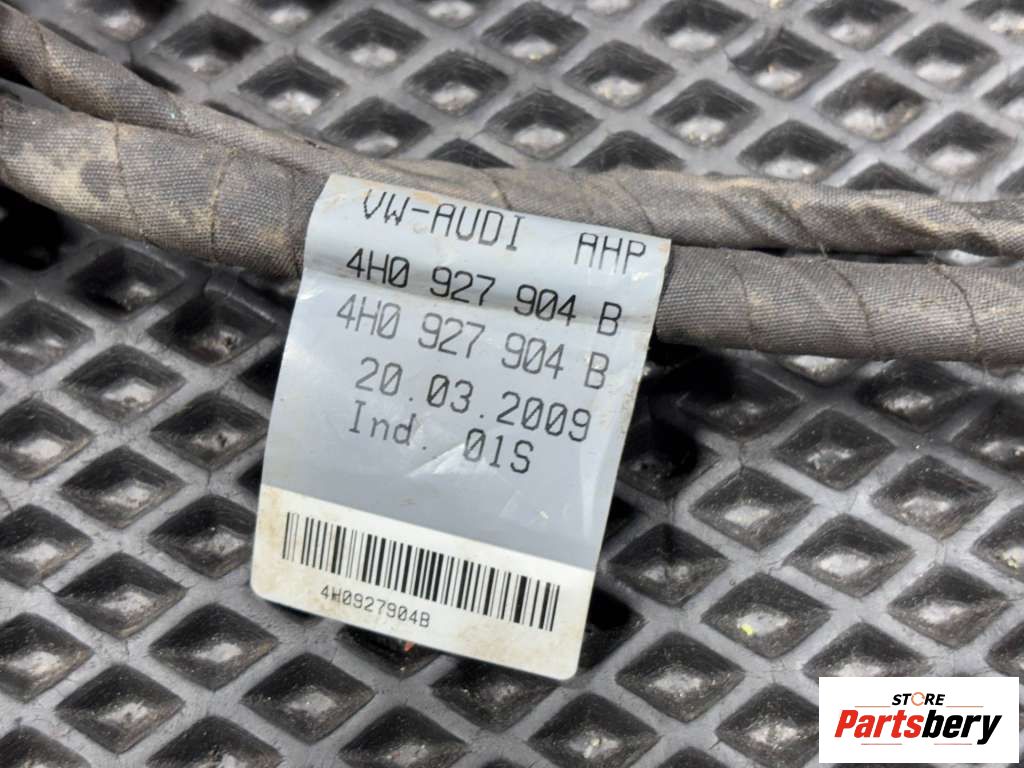 VW-AUDI AHP
4H0 927 904 B
4H0 927 904 B
20.03.2009
Ind. 01S
4H0927904B
STORE
Partsbery